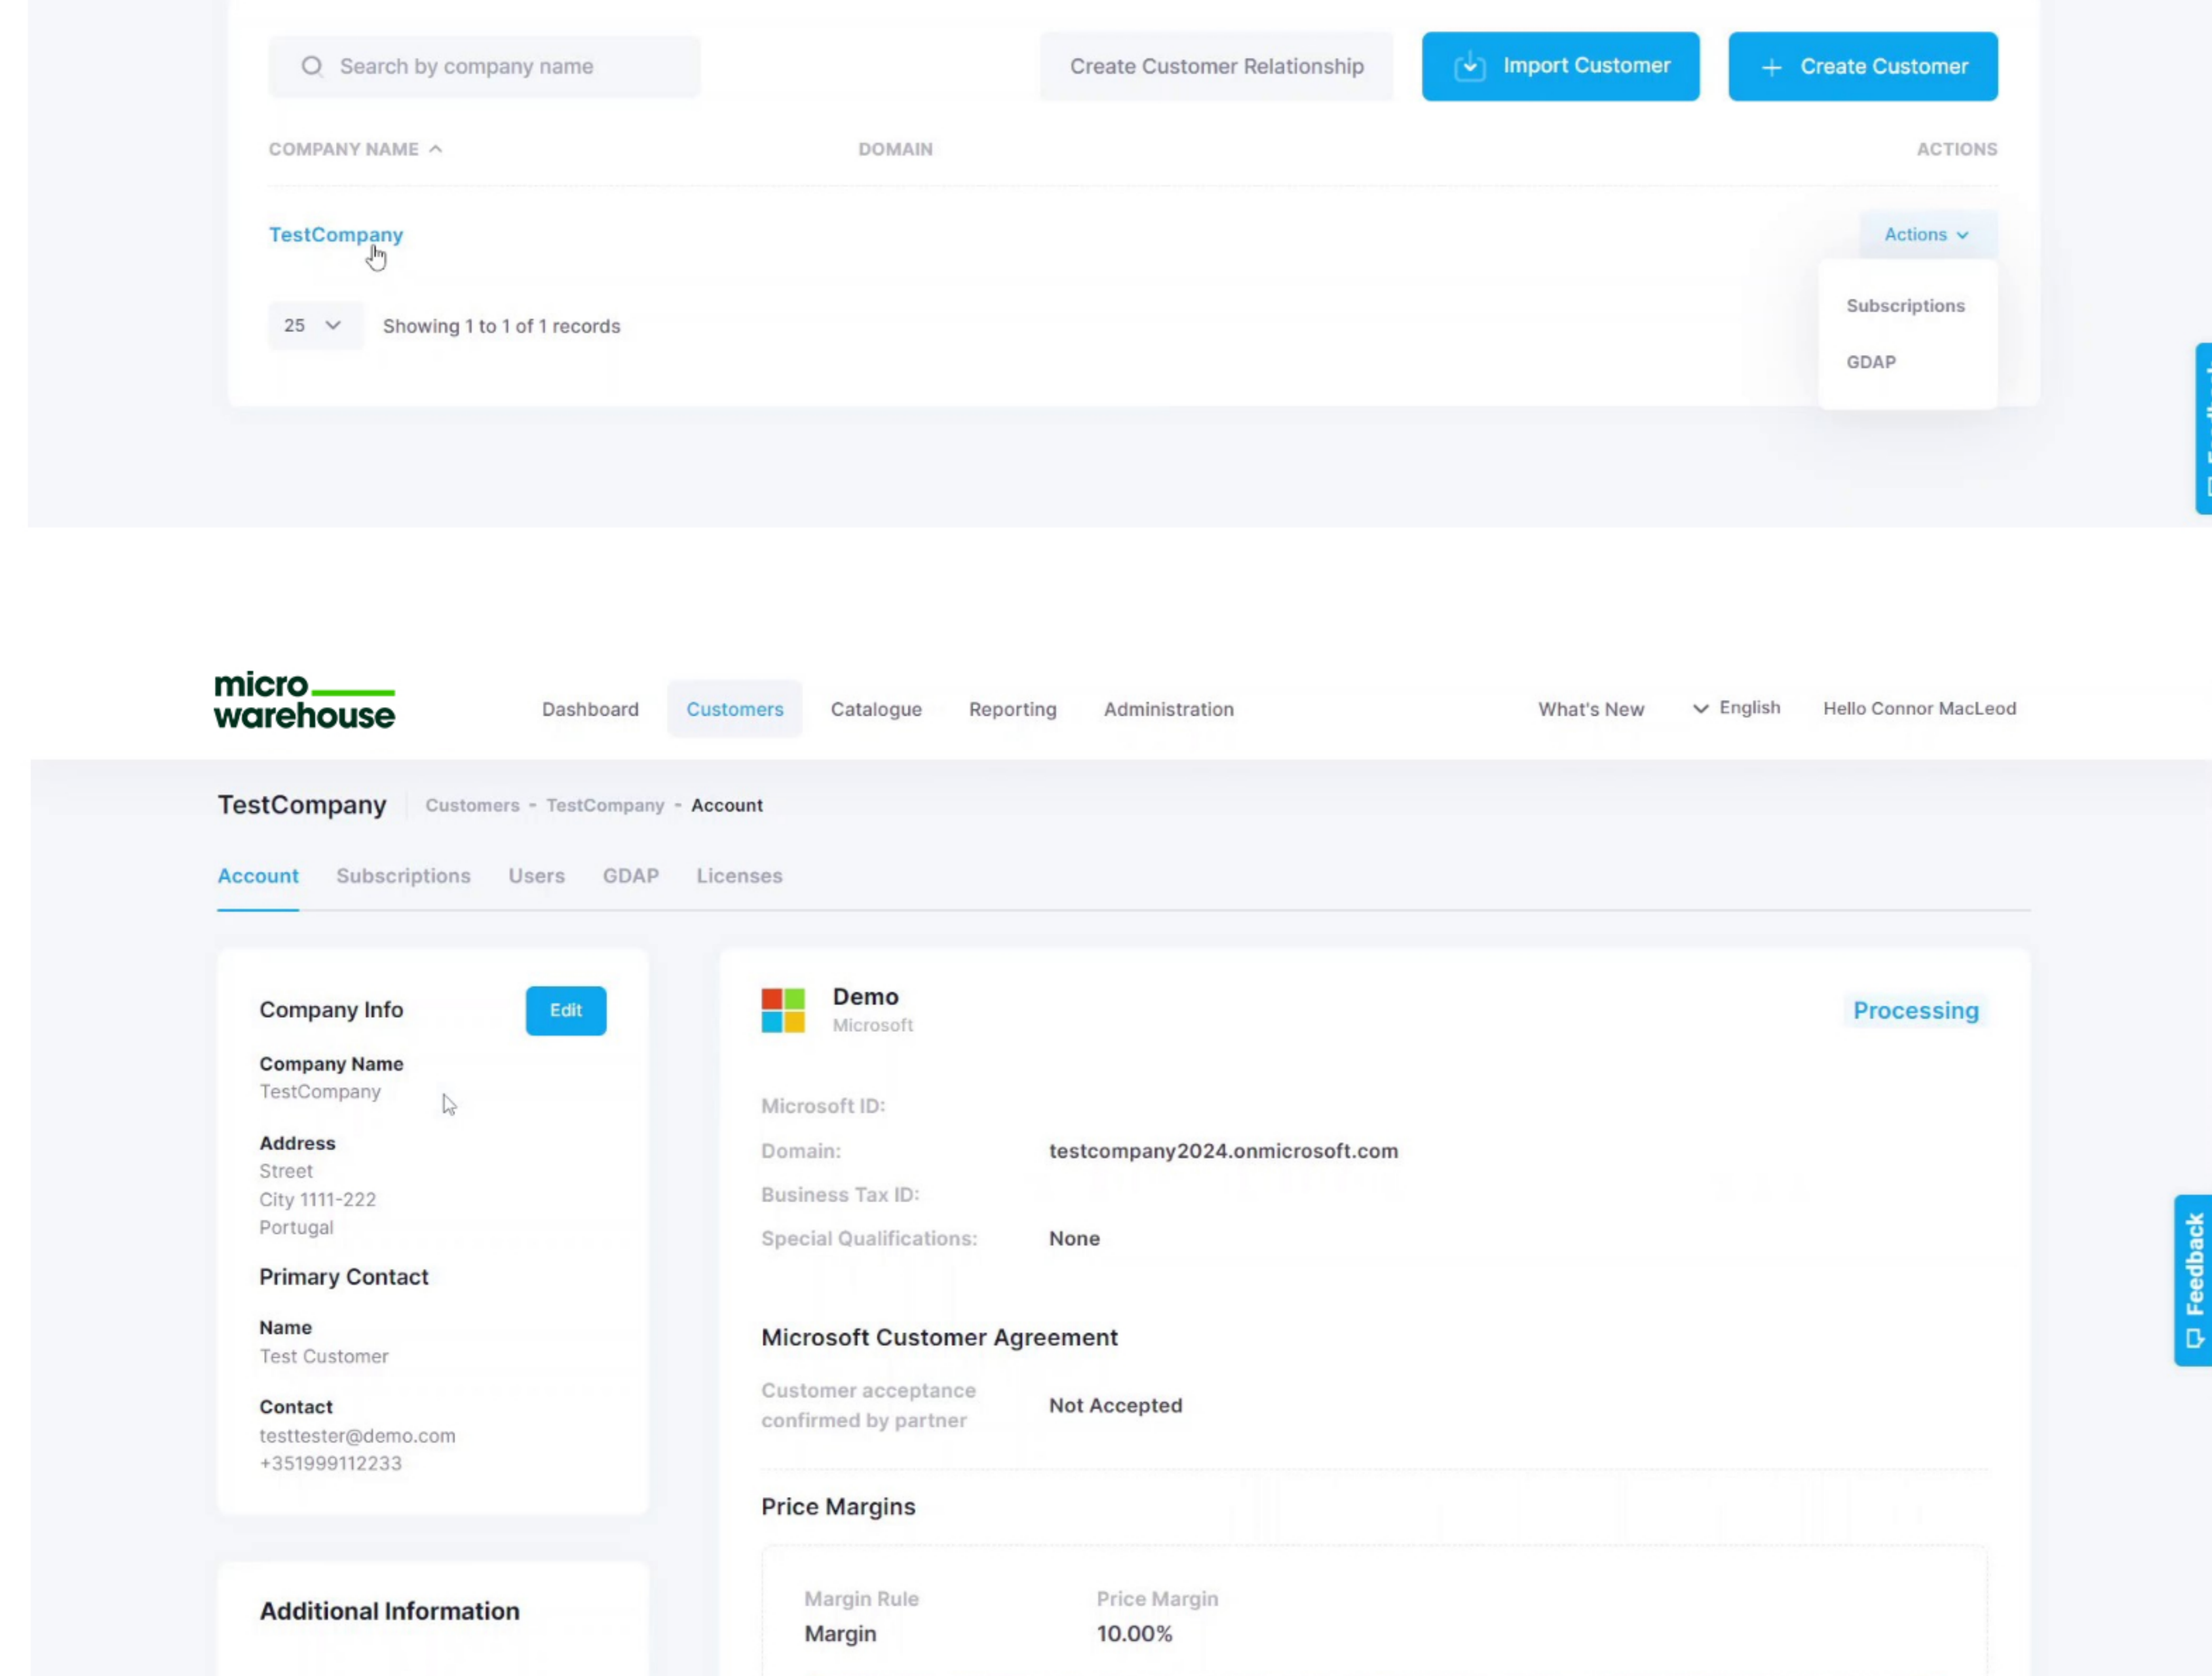 Search by company name
Create Customer Relationship
Import Customer
+ Create Customer
COMPANY NAME
DOMAIN
ACTIONS
TestCompany
Actions
Subscriptions
GDAP
25
Showing 1 to 1 of 1 records
micro
warehouse
Dashboard
Customers
Catalogue
Reporting
Administration
What's New
English
Hello Connor MacLeod
TestCompany
Customers - TestCompany - Account
Account
Subscriptions
Users
GDAP
Licenses
Company Info
Edit
Company Name
TestCompany
Address
Street
City 1111-222
Portugal
Primary Contact
Name
Test Customer
Contact
testtester@demo.com
+351999112233
Additional Information
Demo
Microsoft
Processing
Microsoft ID:
Domain:
testcompany2024.onmicrosoft.com
Business Tax ID:
Special Qualifications:
None
Microsoft Customer Agreement
Customer acceptance
confirmed by partner
Not Accepted
Price Margins
Margin Rule
Price Margin
Margin
10.00%
Feedback